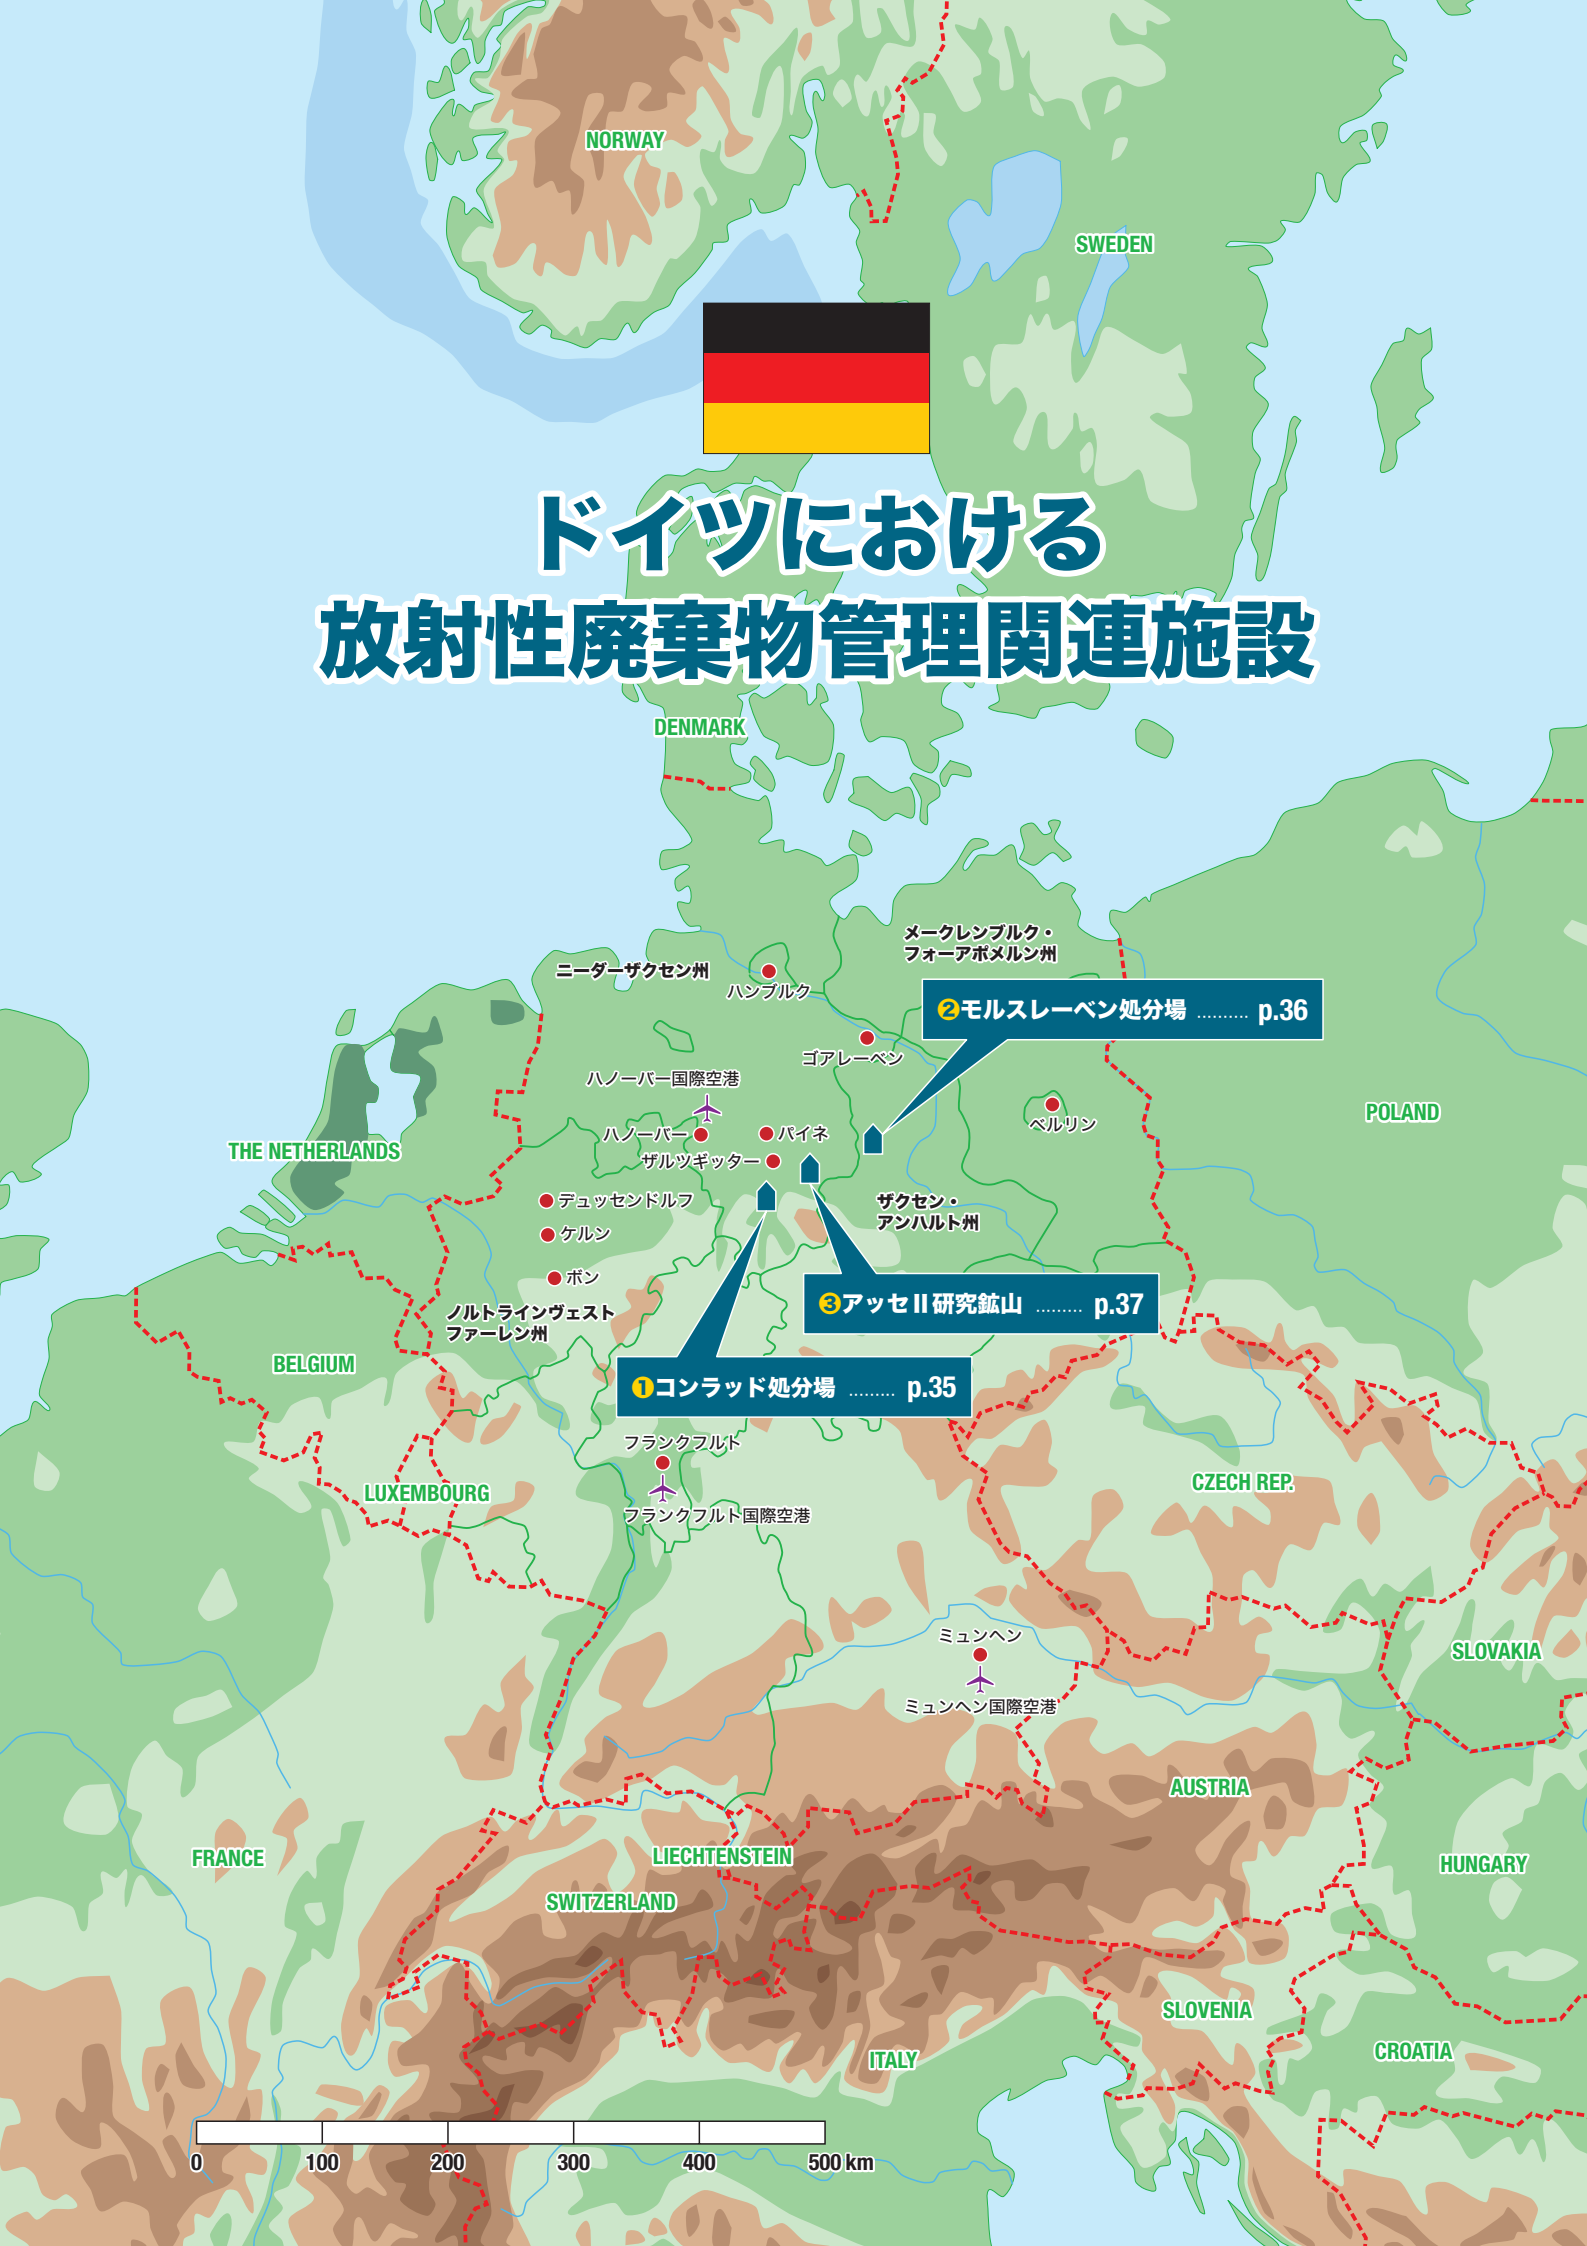 NORWAY
SWEDEN
ドイツにおける
放射性廃棄物管理関連施設
DENMARK
メークレンブルク・
フォーアポメルン州
ニーダーザクセン州
ハンブルク
❷モルスレーベン処分場 .......... p.36
ゴアレーベン
ハノーバー国際空港
POLAND
ベルリン
ハノーバー
パイネ
THE NETHERLANDS
ザルツギッター
デュッセンドルフ
ザクセン・
アンハルト州
ケルン
ボン
❸アッセⅡ研究鉱山 ......... p.37
ノルトラインヴェスト
ファーレン州
BELGIUM
❶コンラッド処分場 ......... p.35
フランクフルト
CZECH REP.
LUXEMBOURG
フランクフルト国際空港
ミュンヘン
SLOVAKIA
ミュンヘン国際空港
AUSTRIA
LIECHTENSTEIN
FRANCE
HUNGARY
SWITZERLAND
SLOVENIA
CROATIA
ITALY
0 100 200 300 400 500 km